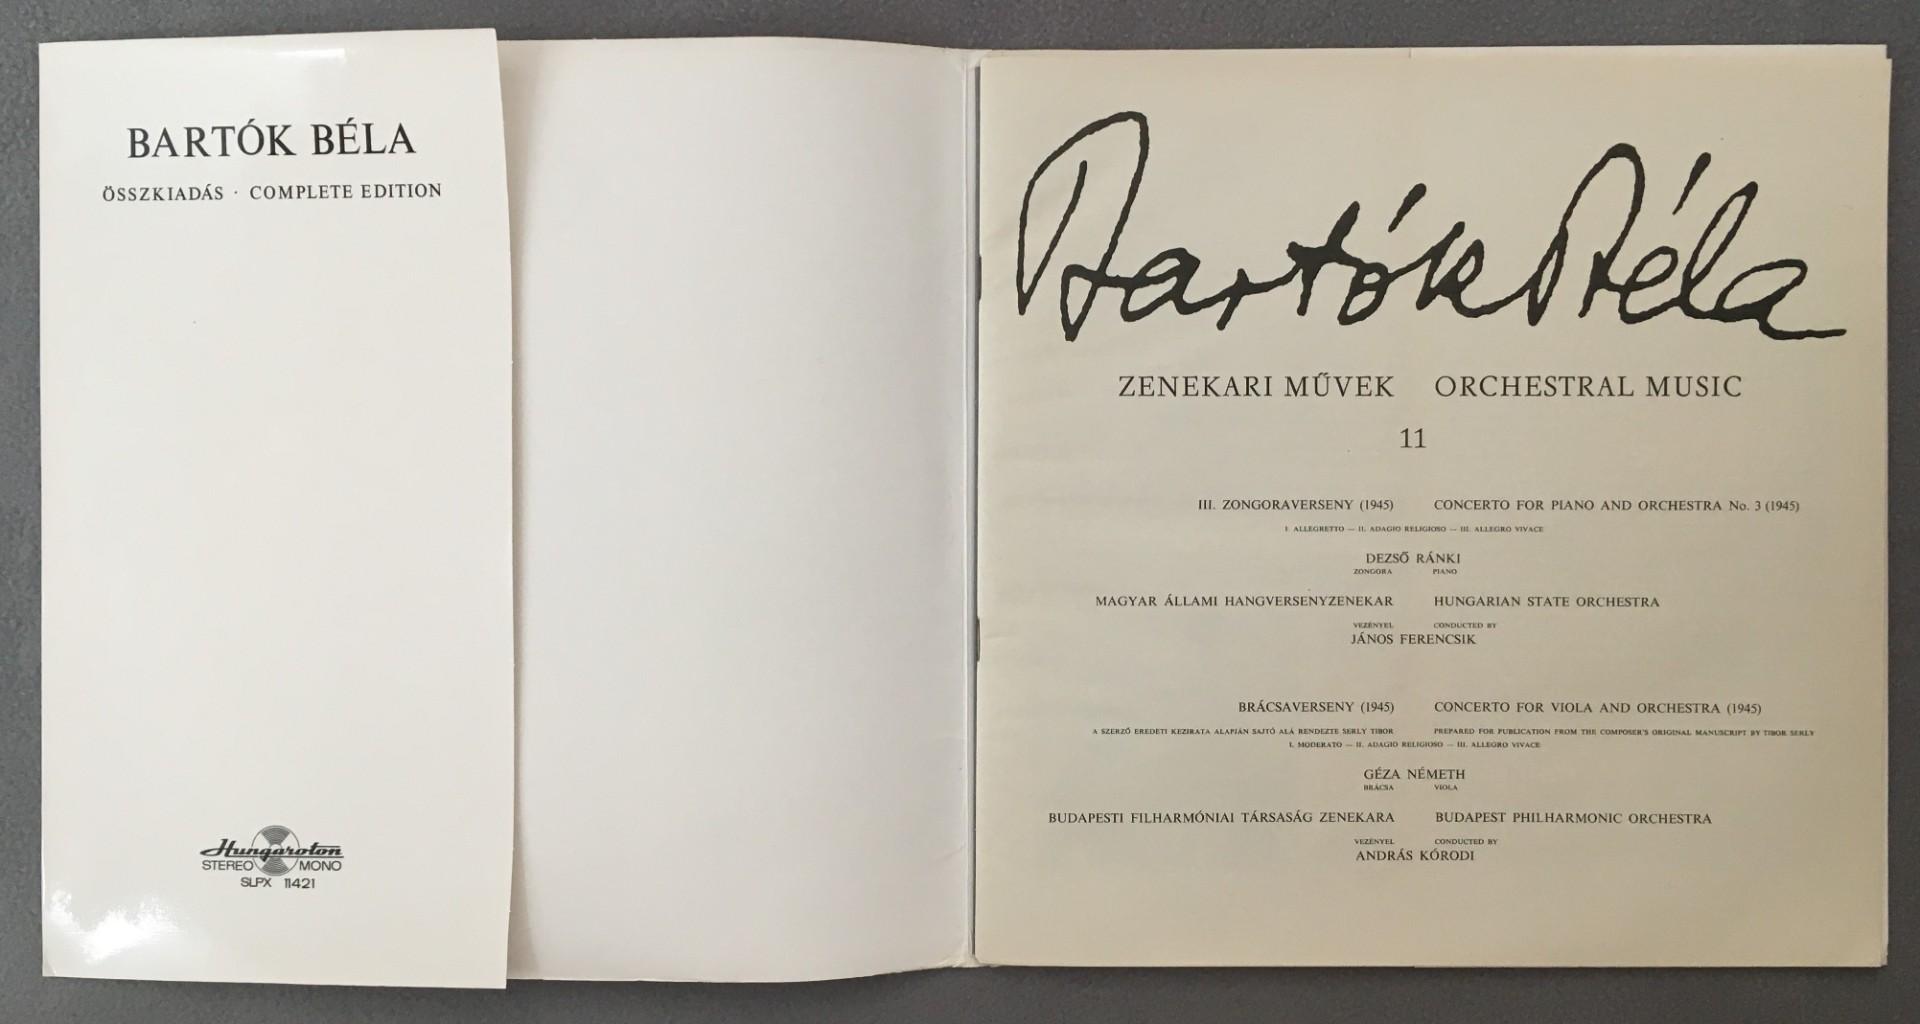 BARTÓK BÉLA
ÖSSZKIADÁS · COMPLETE EDITION
Hungaroton
STEREO MONO
SLPX 11421
Bartók Béla
ZENEKARI MŰVEK ORCHESTRAL MUSIC
11
III. ZONGORAVERSENY (1945) CONCERTO FOR PIANO AND ORCHESTRA No. 3 (1945)
I. ALLEGRETTO — II. ADAGIO RELIGIOSO — III. ALLEGRO VIVACE
DEZSŐ RÁNKI
ZONGORA PIANO
MAGYAR ÁLLAMI HANGVERSENYZENEKAR HUNGARIAN STATE ORCHESTRA
VEZÉNYEL CONDUCTED BY
JÁNOS FERENCSIK
BRÁCSAVERSENY (1945) CONCERTO FOR VIOLA AND ORCHESTRA (1945)
A SZERZŐ EREDETI KEZIRATA ALAPJÁN SAJTÓ ALÁ RENDEZTE SERLY TIBOR PREPARED FOR PUBLICATION FROM THE COMPOSER'S ORIGINAL MANUSCRIPT BY TIBOR SERLY
I. MODERATO — II. ADAGIO RELIGIOSO — III. ALLEGRO VIVACE
GÉZA NÉMETH
BRÁCSA VIOLA
BUDAPESTI FILHARMÓNIAI TÁRSASÁG ZENEKARA BUDAPEST PHILHARMONIC ORCHESTRA
VEZÉNYEL CONDUCTED BY
ANDRÁS KÓRODI